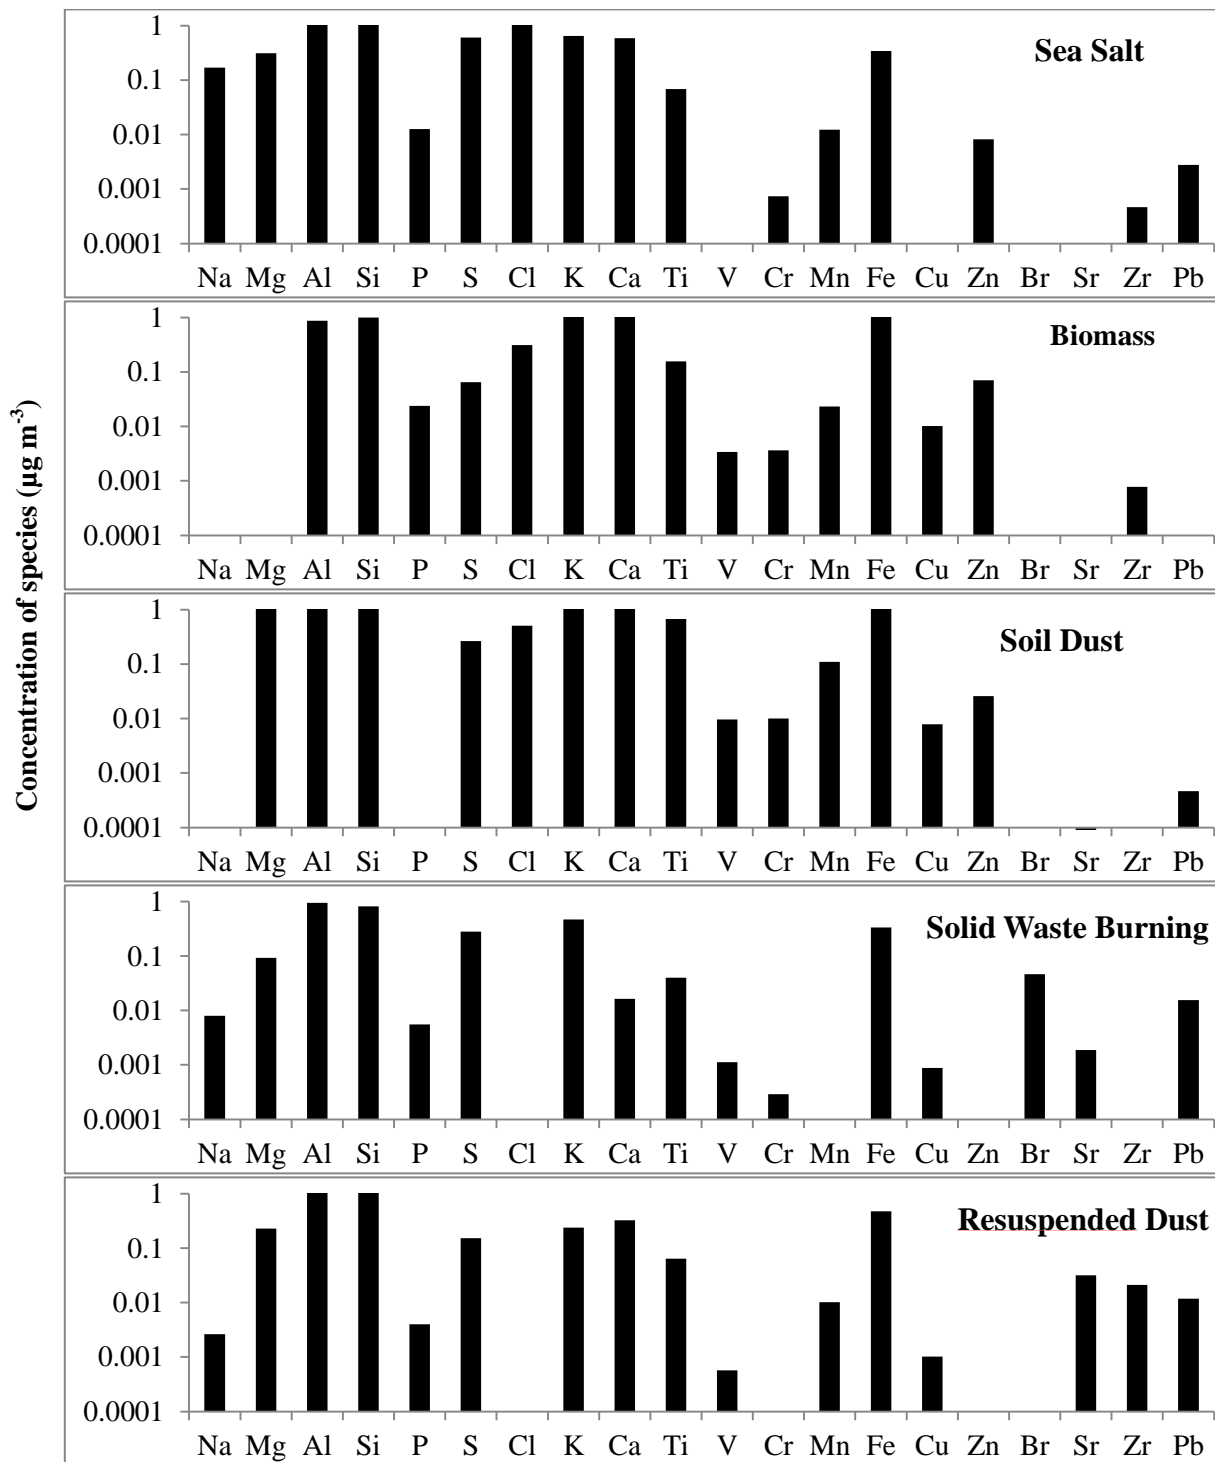 Concentration of species (µg m-3)
Sea Salt
1
0.1
0.01
0.001
0.0001
Na Mg Al Si P S Cl K Ca Ti V Cr Mn Fe Cu Zn Br Sr Zr Pb
Biomass
1
0.1
0.01
0.001
0.0001
Na Mg Al Si P S Cl K Ca Ti V Cr Mn Fe Cu Zn Br Sr Zr Pb
Soil Dust
1
0.1
0.01
0.001
0.0001
Na Mg Al Si P S Cl K Ca Ti V Cr Mn Fe Cu Zn Br Sr Zr Pb
Solid Waste Burning
1
0.1
0.01
0.001
0.0001
Na Mg Al Si P S Cl K Ca Ti V Cr Mn Fe Cu Zn Br Sr Zr Pb
Resuspended Dust
1
0.1
0.01
0.001
0.0001
Na Mg Al Si P S Cl K Ca Ti V Cr Mn Fe Cu Zn Br Sr Zr Pb